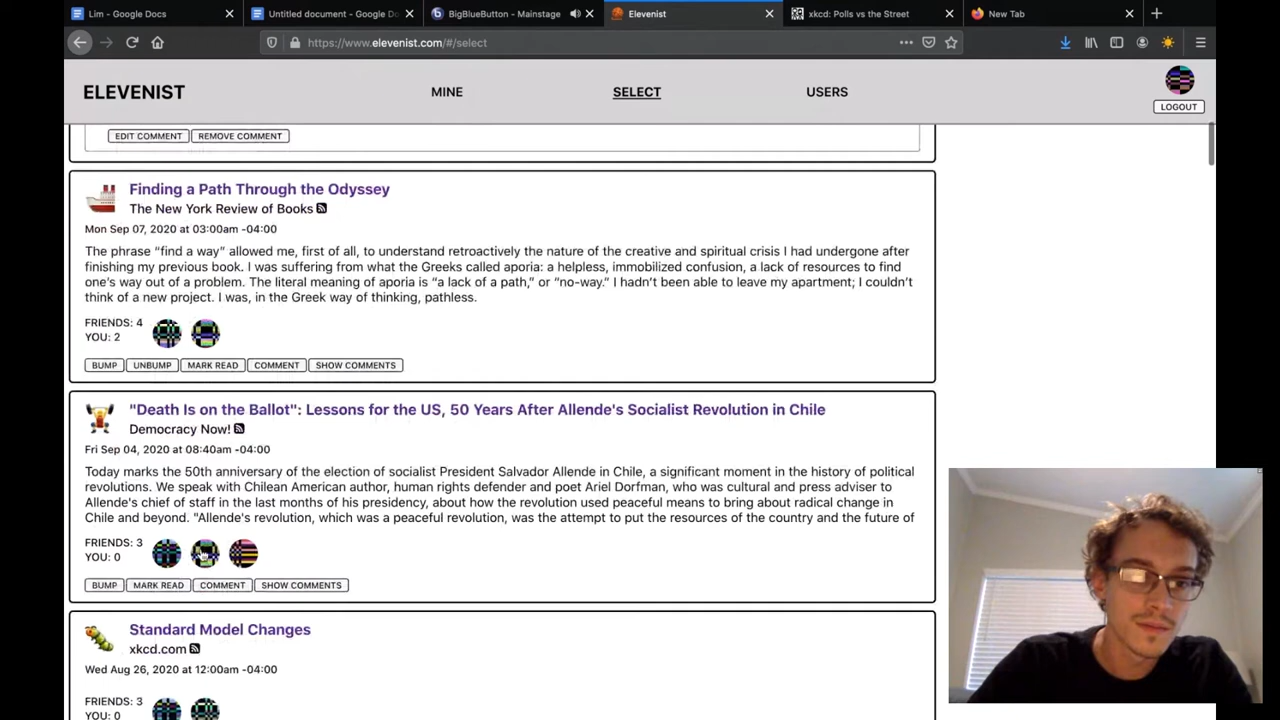 Lim - Google Docs
Untitled document - Google Do
BigBlueButton - Mainstage
Elevenist
xkcd: Polls vs the Street
New Tab
https://www.elevenist.com/#/select
ELEVENIST
MINE
SELECT
USERS
LOGOUT
EDIT COMMENT
REMOVE COMMENT
Finding a Path Through the Odyssey
The New York Review of Books
Mon Sep 07, 2020 at 03:00am -04:00
The phrase “find a way” allowed me, first of all, to understand retroactively the nature of the creative and spiritual crisis I had undergone after
finishing my previous book. I was suffering from what the Greeks called aporia: a helpless, immobilized confusion, a lack of resources to find
one’s way out of a problem. The literal meaning of aporia is “a lack of a path,” or “no-way.” I hadn’t been able to leave my apartment; I couldn’t
think of a new project. I was, in the Greek way of thinking, pathless.
FRIENDS: 4
YOU: 2
BUMP
UNBUMP
MARK READ
COMMENT
SHOW COMMENTS
"Death Is on the Ballot": Lessons for the US, 50 Years After Allende's Socialist Revolution in Chile
Democracy Now!
Fri Sep 04, 2020 at 08:40am -04:00
Today marks the 50th anniversary of the election of socialist President Salvador Allende in Chile, a significant moment in the history of political
revolutions. We speak with Chilean American author, human rights defender and poet Ariel Dorfman, who was cultural and press adviser to
Allende's chief of staff in the last months of his presidency, about how the revolution used peaceful means to bring about radical change in
Chile and beyond. "Allende's revolution, which was a peaceful revolution, was the attempt to put the resources of the country and the future of
FRIENDS: 3
YOU: 0
BUMP
MARK READ
COMMENT
SHOW COMMENTS
Standard Model Changes
xkcd.com
Wed Aug 26, 2020 at 12:00am -04:00
FRIENDS: 3
YOU: 0